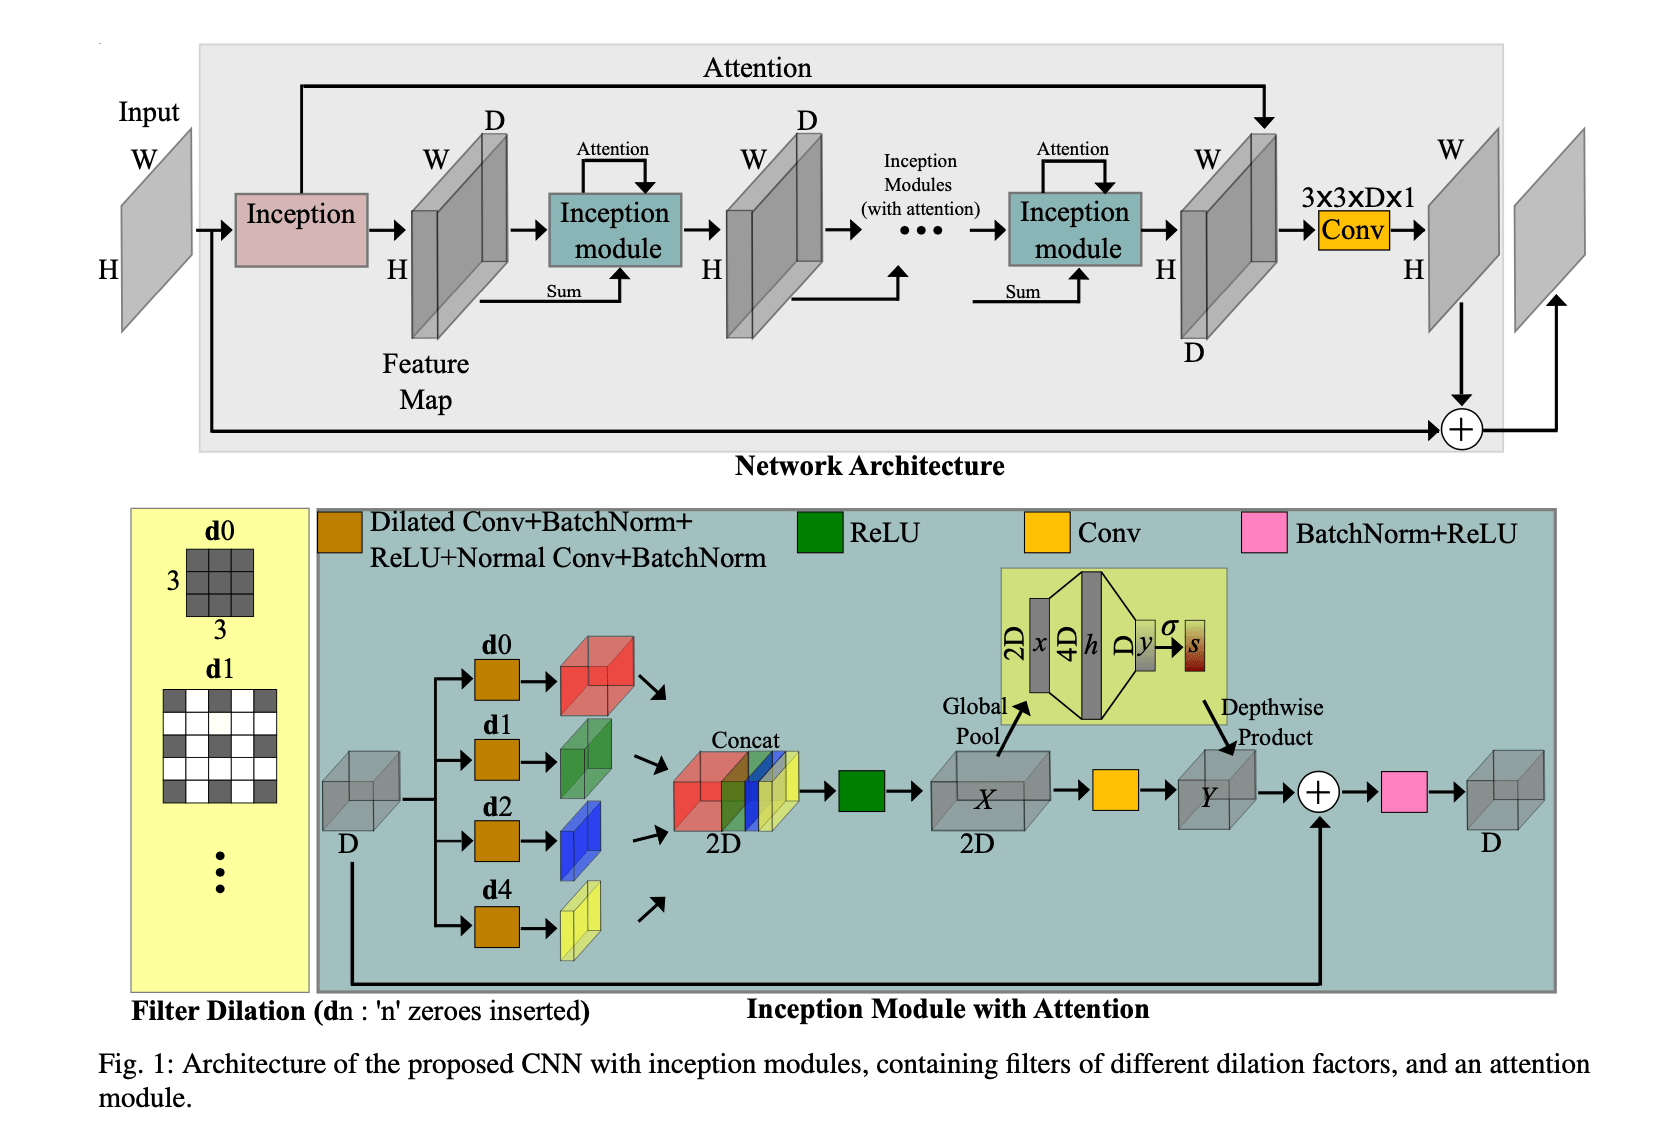 Attention
Input
W
H
Inception
W
D
H
Feature
Map
Attention
Inception
module
Sum
W
D
H
Inception
Modules
(with attention)
Attention
Inception
module
Sum
W
H
D
3x3xDx1
Conv
W
H
+
Network Architecture
d0
3
3
d1
Filter Dilation (dn : 'n' zeroes inserted)
Dilated Conv+BatchNorm+
ReLU+Normal Conv+BatchNorm
ReLU
Conv
BatchNorm+ReLU
D
d0
d1
d2
d4
Concat
2D
X
2D
Global
Pool
2D
x
4D
h
D
y
σ
s
Depthwise
Product
Y
+
D
Inception Module with Attention
Fig. 1: Architecture of the proposed CNN with inception modules, containing filters of different dilation factors, and an attention
module.